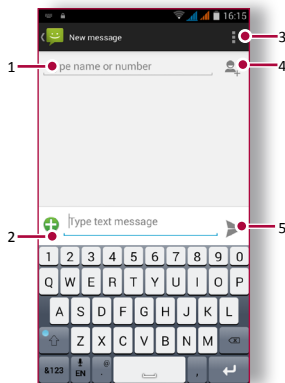 16:15
New message
3
1
pe name or number
4
2
Type text message
5
1 2 3 4 5 6 7 8 9 0
Q W E R T Y U I O P
A S D F G H J K L
Z X C V B N M
&123 EN @ . ,